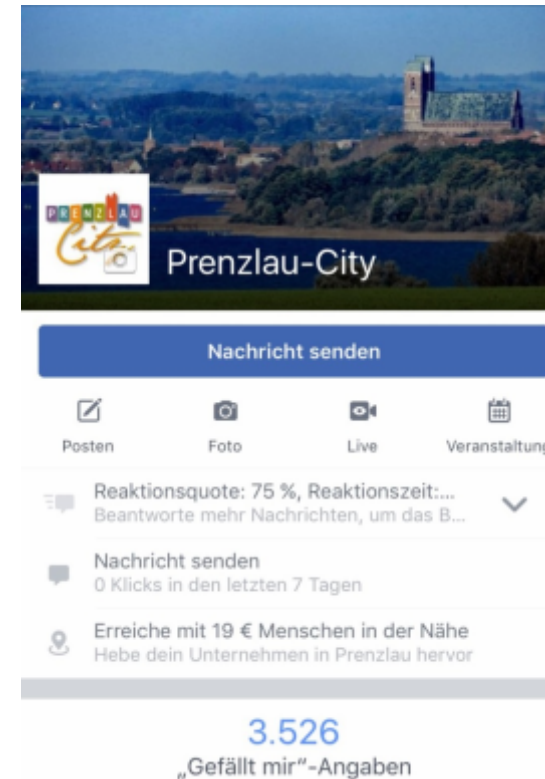 PRENZLAU
City
Prenzlau-City
Nachricht senden
Posten
Foto
Live
Veranstaltung
Reaktionsquote: 75 %, Reaktionszeit:...
Beantworte mehr Nachrichten, um das B...
Nachricht senden
0 Klicks in den letzten 7 Tagen
Erreiche mit 19 € Menschen in der Nähe
Hebe dein Unternehmen in Prenzlau hervor
3.526
„Gefällt mir“-Angaben